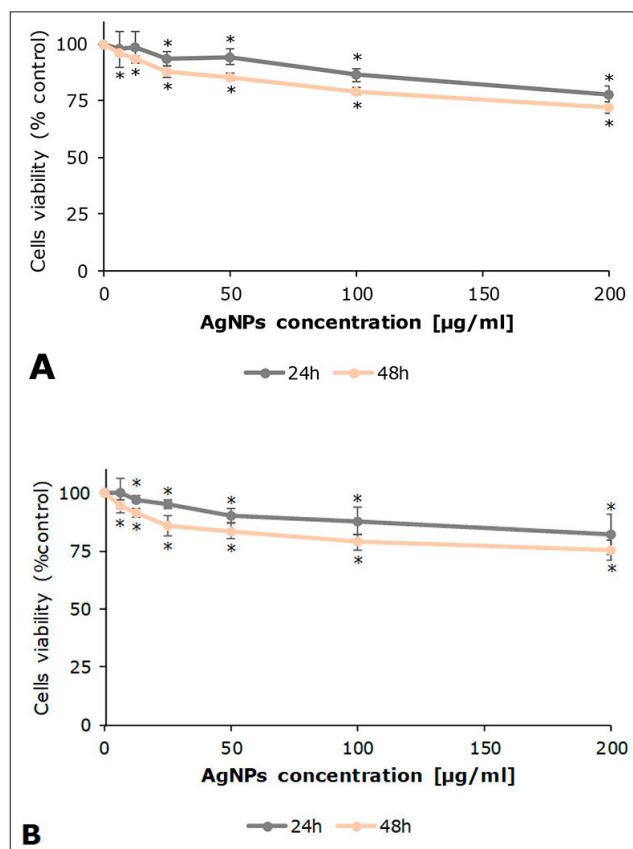 * * * * * *
100
75
50
25
0
Cells viability (% control)
* *
*
*
*
*
0 50 100 150 200
AgNPs concentration [µg/ml]
A
24h 48h
* * * * *
100
75
50
25
0
Cells viability (%control)
* *
*
*
*
*
0 50 100 150 200
AgNPs concentration [µg/ml]
B
24h 48h